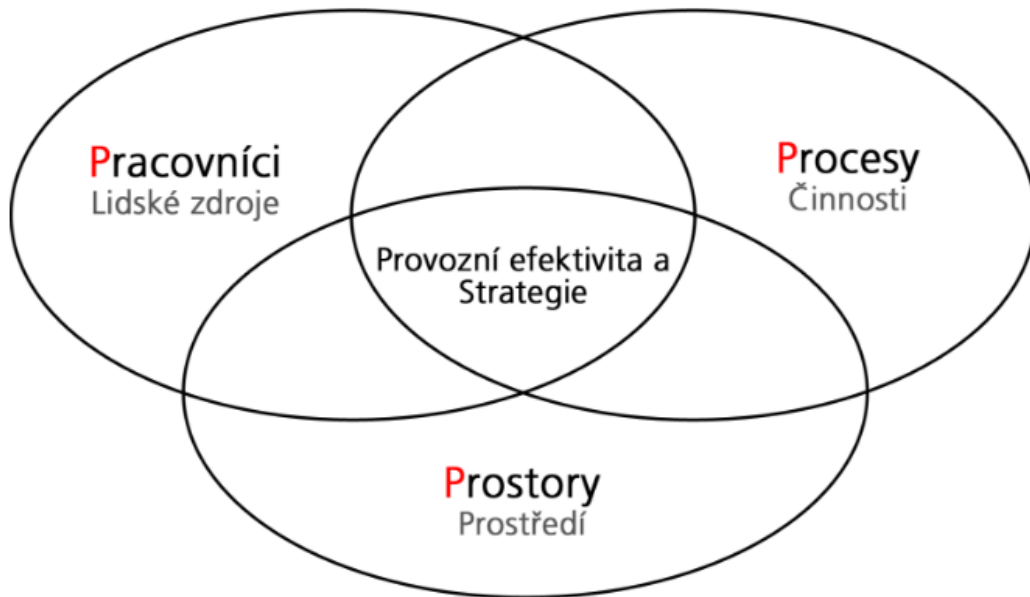 Pracovníci
Lidské zdroje
Procesy
Činnosti
Provozní efektivita a
Strategie
Prostory
Prostředí